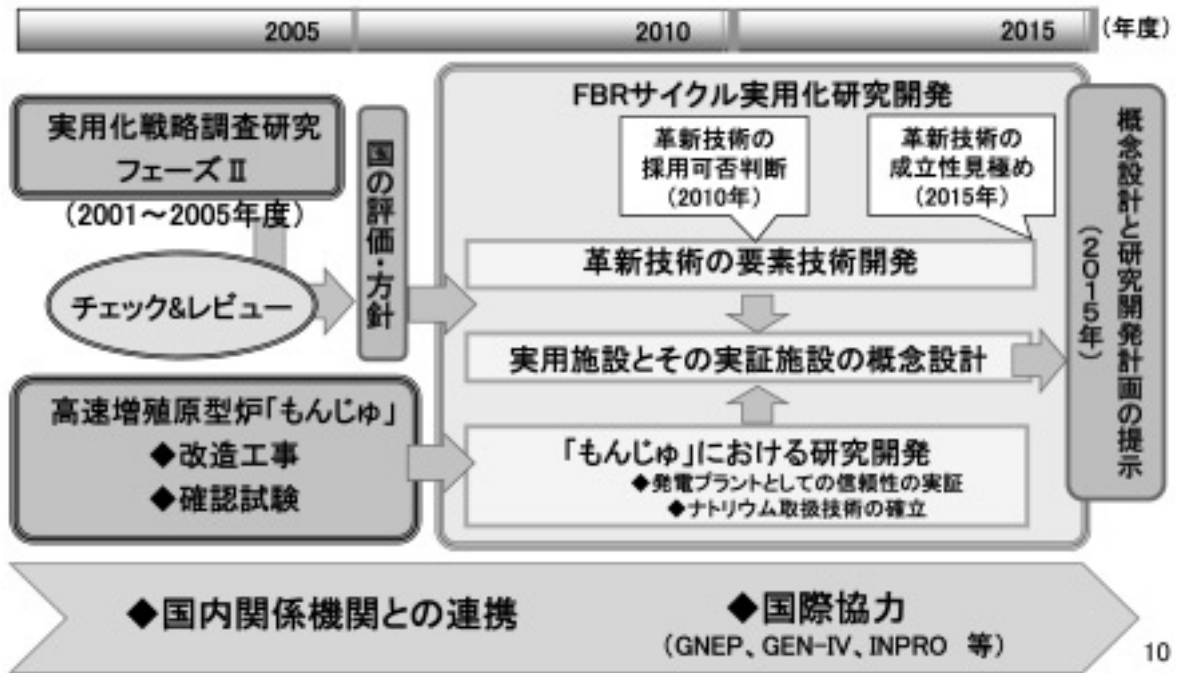 2005
2010
2015
(年度)
実用化戦略調査研究
フェーズⅡ
(2001～2005年度)
チェック&レビュー
国の評価・方針
高速増殖原型炉「もんじゅ」
◆改造工事
◆確認試験
FBRサイクル実用化研究開発
革新技術の
採用可否判断
(2010年)
革新技術の
成立性見極め
(2015年)
革新技術の要素技術開発
実用施設とその実証施設の概念設計
「もんじゅ」における研究開発
◆発電プラントとしての信頼性の実証
◆ナトリウム取扱技術の確立
概念設計と研究開発計画の提示
(2015年)
◆国内関係機関との連携
◆国際協力
(GNEP、GEN-IV、INPRO 等)
10